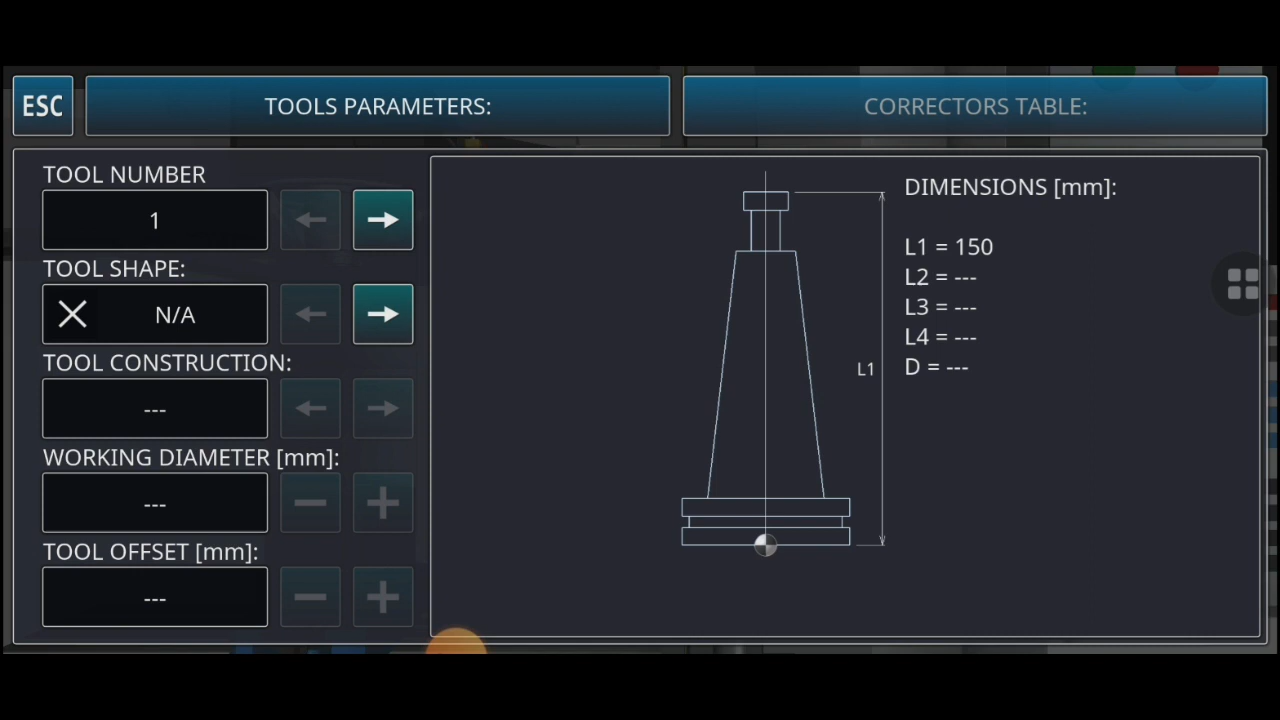 ESC
TOOLS PARAMETERS:
CORRECTORS TABLE:
TOOL NUMBER
1
TOOL SHAPE:
N/A
TOOL CONSTRUCTION:
---
WORKING DIAMETER [mm]:
---
TOOL OFFSET [mm]:
---
L1
DIMENSIONS [mm]:
L1 = 150
L2 = ---
L3 = ---
L4 = ---
D = ---